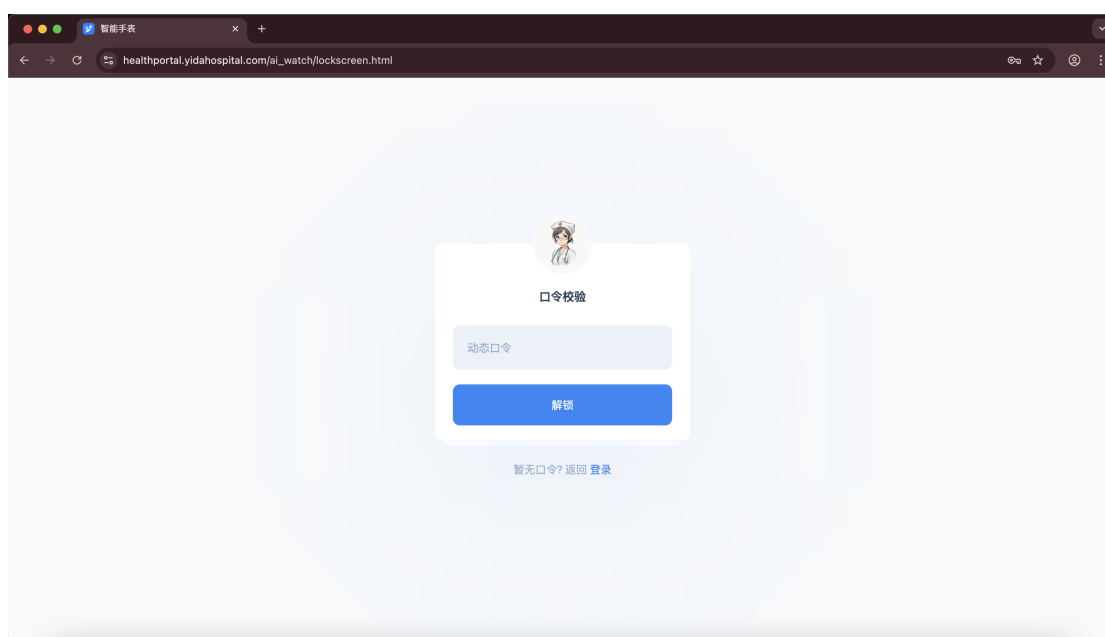 智能手表
healthportal.yidahospital.com/ai_watch/lockscreen.html
口令校验
动态口令
解锁
暂无口令? 返回 登录